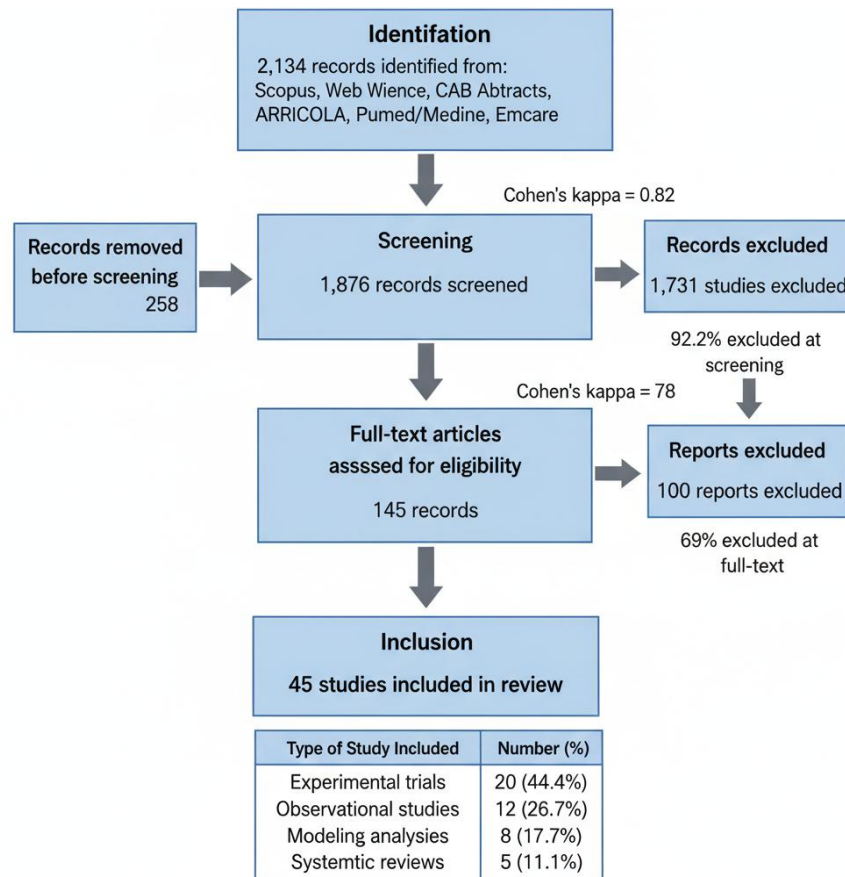 Identifation
2,134 records identified from:
Scopus, Web Wience, CAB Abtracts,
ARRICOLA, Pumed/Medine, Emcare
Cohen's kappa = 0.82
Records removed
before screening
258
Screening
1,876 records screened
Records excluded
1,731 studies excluded
92.2% excluded at
screening
Cohen's kappa = 78
Full-text articles
assssed for eligibility
145 records
Reports excluded
100 reports excluded
69% excluded at
full-text
Inclusion
45 studies included in review
Type of Study Included Number (%)
Experimental trials 20 (44.4%)
Observational studies 12 (26.7%)
Modeling analysies 8 (17.7%)
Systemtic reviews 5 (11.1%)